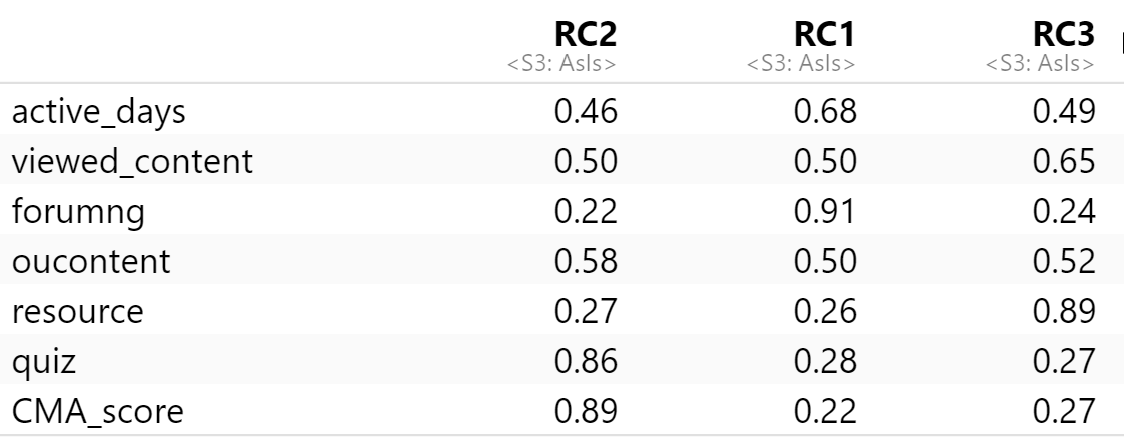 RC2 RC1 RC3
<S3: AsIs> <S3: AsIs> <S3: AsIs>
active_days 0.46 0.68 0.49
viewed_content 0.50 0.50 0.65
forumng 0.22 0.91 0.24
oucontent 0.58 0.50 0.52
resource 0.27 0.26 0.89
quiz 0.86 0.28 0.27
CMA_score 0.89 0.22 0.27